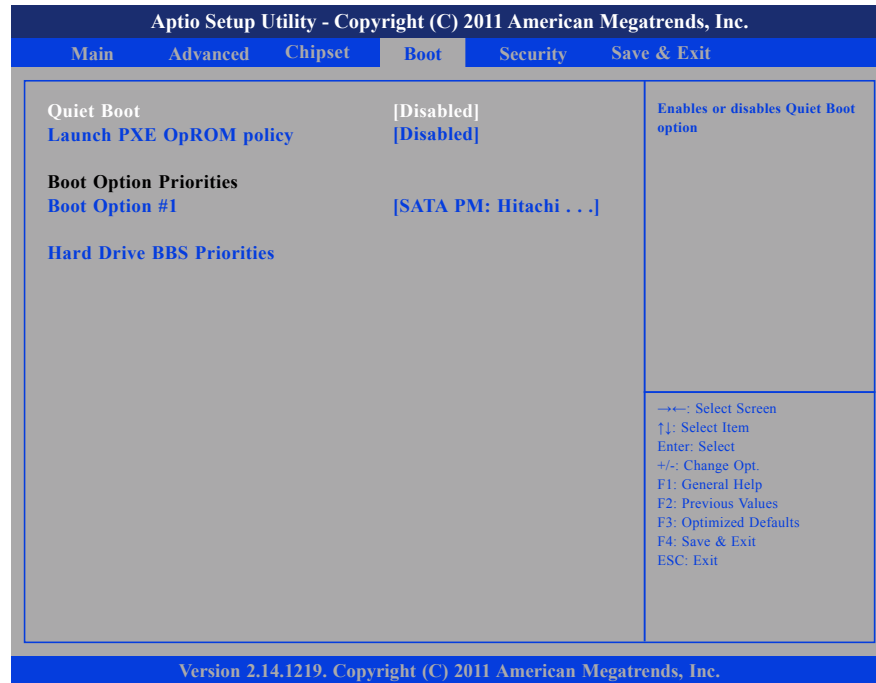 Aptio Setup Utility - Copyright (C) 2011 American Megatrends, Inc.
Main Advanced Chipset Boot Security Save & Exit
Quiet Boot [Disabled]
Launch PXE OpROM policy [Disabled]
Boot Option Priorities
Boot Option #1 [SATA PM: Hitachi . . .]
Hard Drive BBS Priorities
Enables or disables Quiet Boot
option
→←: Select Screen
↑↓: Select Item
Enter: Select
+/-: Change Opt.
F1: General Help
F2: Previous Values
F3: Optimized Defaults
F4: Save & Exit
ESC: Exit
Version 2.14.1219. Copyright (C) 2011 American Megatrends, Inc.